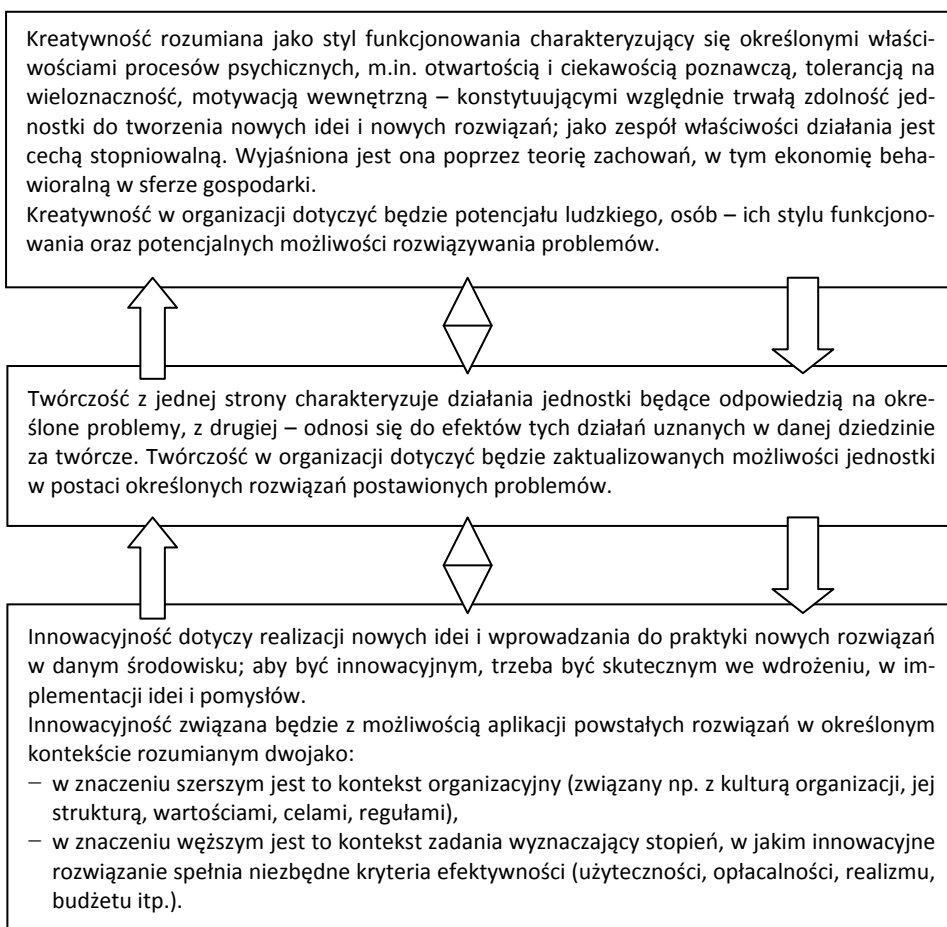 Kreatywność rozumiana jako styl funkcjonowania charakteryzujący się określonymi właści-
wościami procesów psychicznych, m.in. otwartością i ciekawością poznawczą, tolerancją na
wieloznaczność, motywacją wewnętrzną – konstytuującymi względnie trwałą zdolność jed-
nostki do tworzenia nowych idei i nowych rozwiązań; jako zespół właściwości działania jest
cechą stopniowalną. Wyjaśniona jest ona poprzez teorię zachowań, w tym ekonomię beha-
wioralną w sferze gospodarki.
Kreatywność w organizacji dotyczyć będzie potencjału ludzkiego, osób – ich stylu funkcjono-
wania oraz potencjalnych możliwości rozwiązywania problemów.
Twórczość z jednej strony charakteryzuje działania jednostki będące odpowiedzią na okre-
ślone problemy, z drugiej – odnosi się do efektów tych działań uznanych w danej dziedzinie
za twórcze. Twórczość w organizacji dotyczyć będzie zaktualizowanych możliwości jednostki
w postaci określonych rozwiązań postawionych problemów.
Innowacyjność dotyczy realizacji nowych idei i wprowadzania do praktyki nowych rozwiązań
w danym środowisku; aby być innowacyjnym, trzeba być skutecznym we wdrożeniu, w im-
plementacji idei i pomysłów.
Innowacyjność związana będzie z możliwością aplikacji powstałych rozwiązań w określonym
kontekście rozumianym dwojako:
− w znaczeniu szerszym jest to kontekst organizacyjny (związany np. z kulturą organizacji, jej
strukturą, wartościami, celami, regułami),
− w znaczeniu węższym jest to kontekst zadania wyznaczający stopień, w jakim innowacyjne
rozwiązanie spełnia niezbędne kryteria efektywności (użyteczności, opłacalności, realizmu,
budżetu itp.).